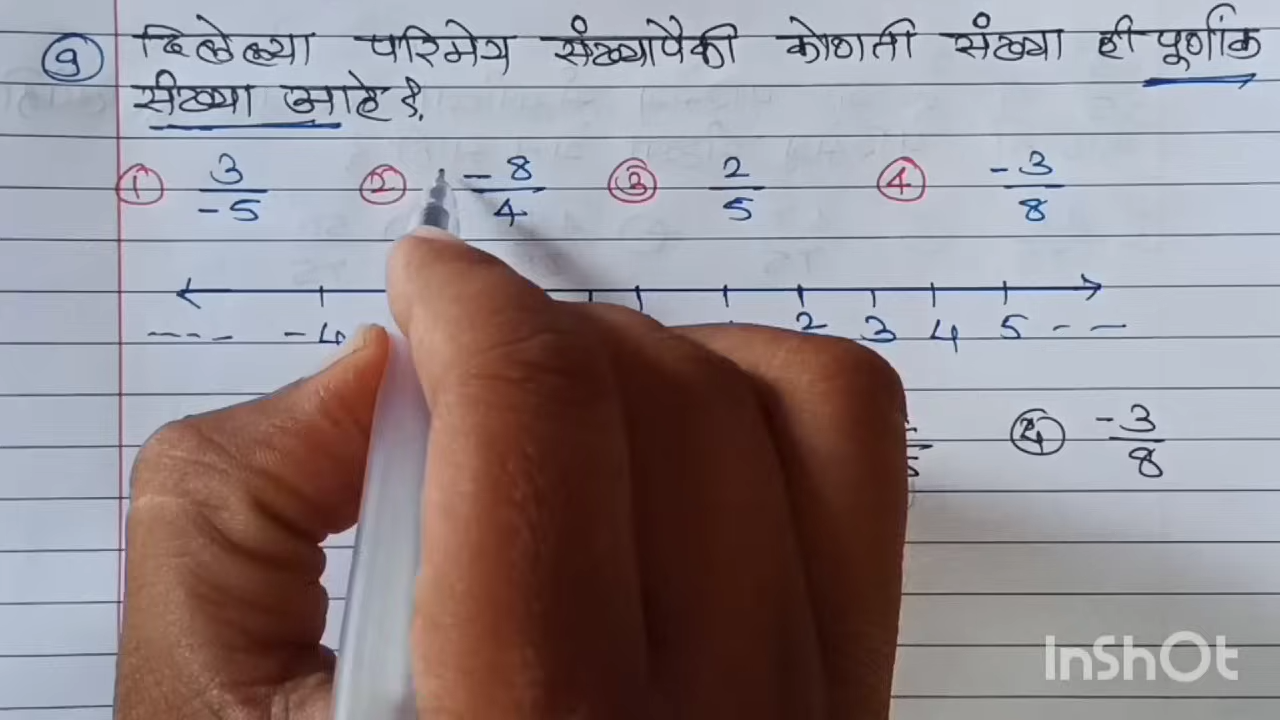 9 दिलेल्या परिमेय संख्यापैकी कोणती संख्या ही पूर्णांक
संख्या आहे?
1 3/-5 2 -8/4 3 2/5 4 -3/8
---- -4 2 3 4 5 --
4 -3/8
InShOt